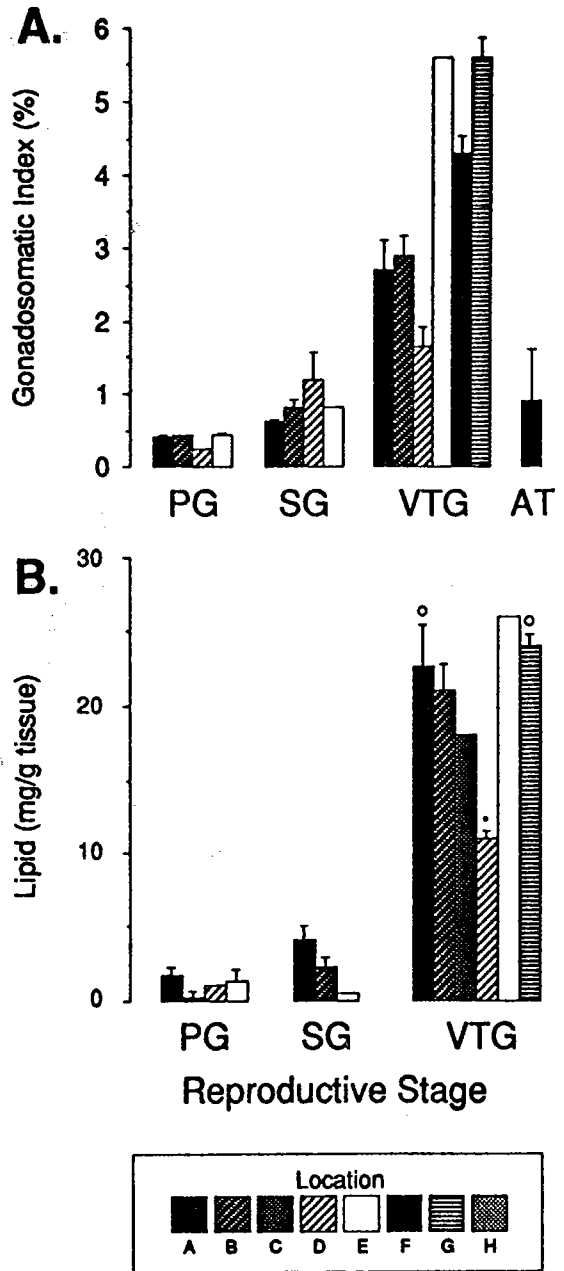 A.
Gonadosomatic Index (%)
6
5
4
3
2
1
0
PG SG VTG AT
B.
Lipid (mg/g tissue)
30
20
10
0
PG SG VTG
Reproductive Stage
Location
A B C D E F G H